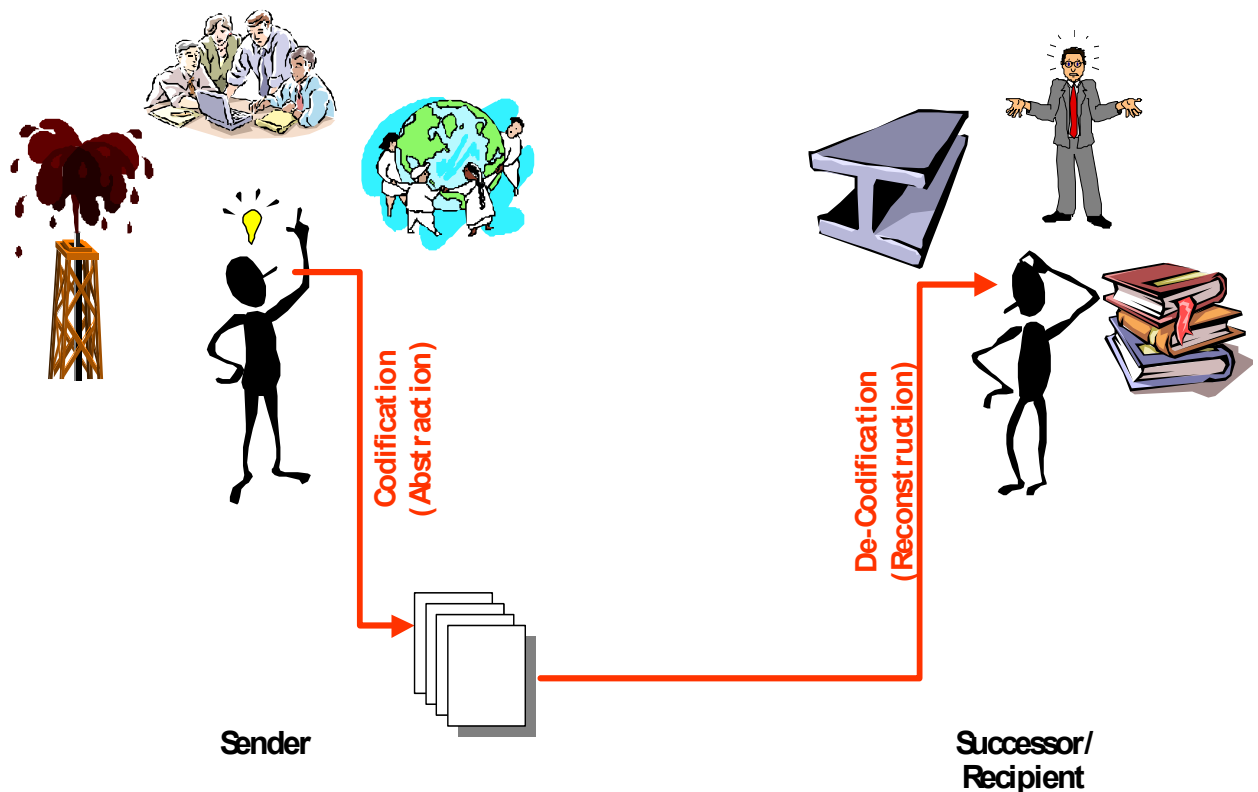 Codification
(Abstraction)
De-Codification
(Reconstruction)
Sender
Successor/
Recipient